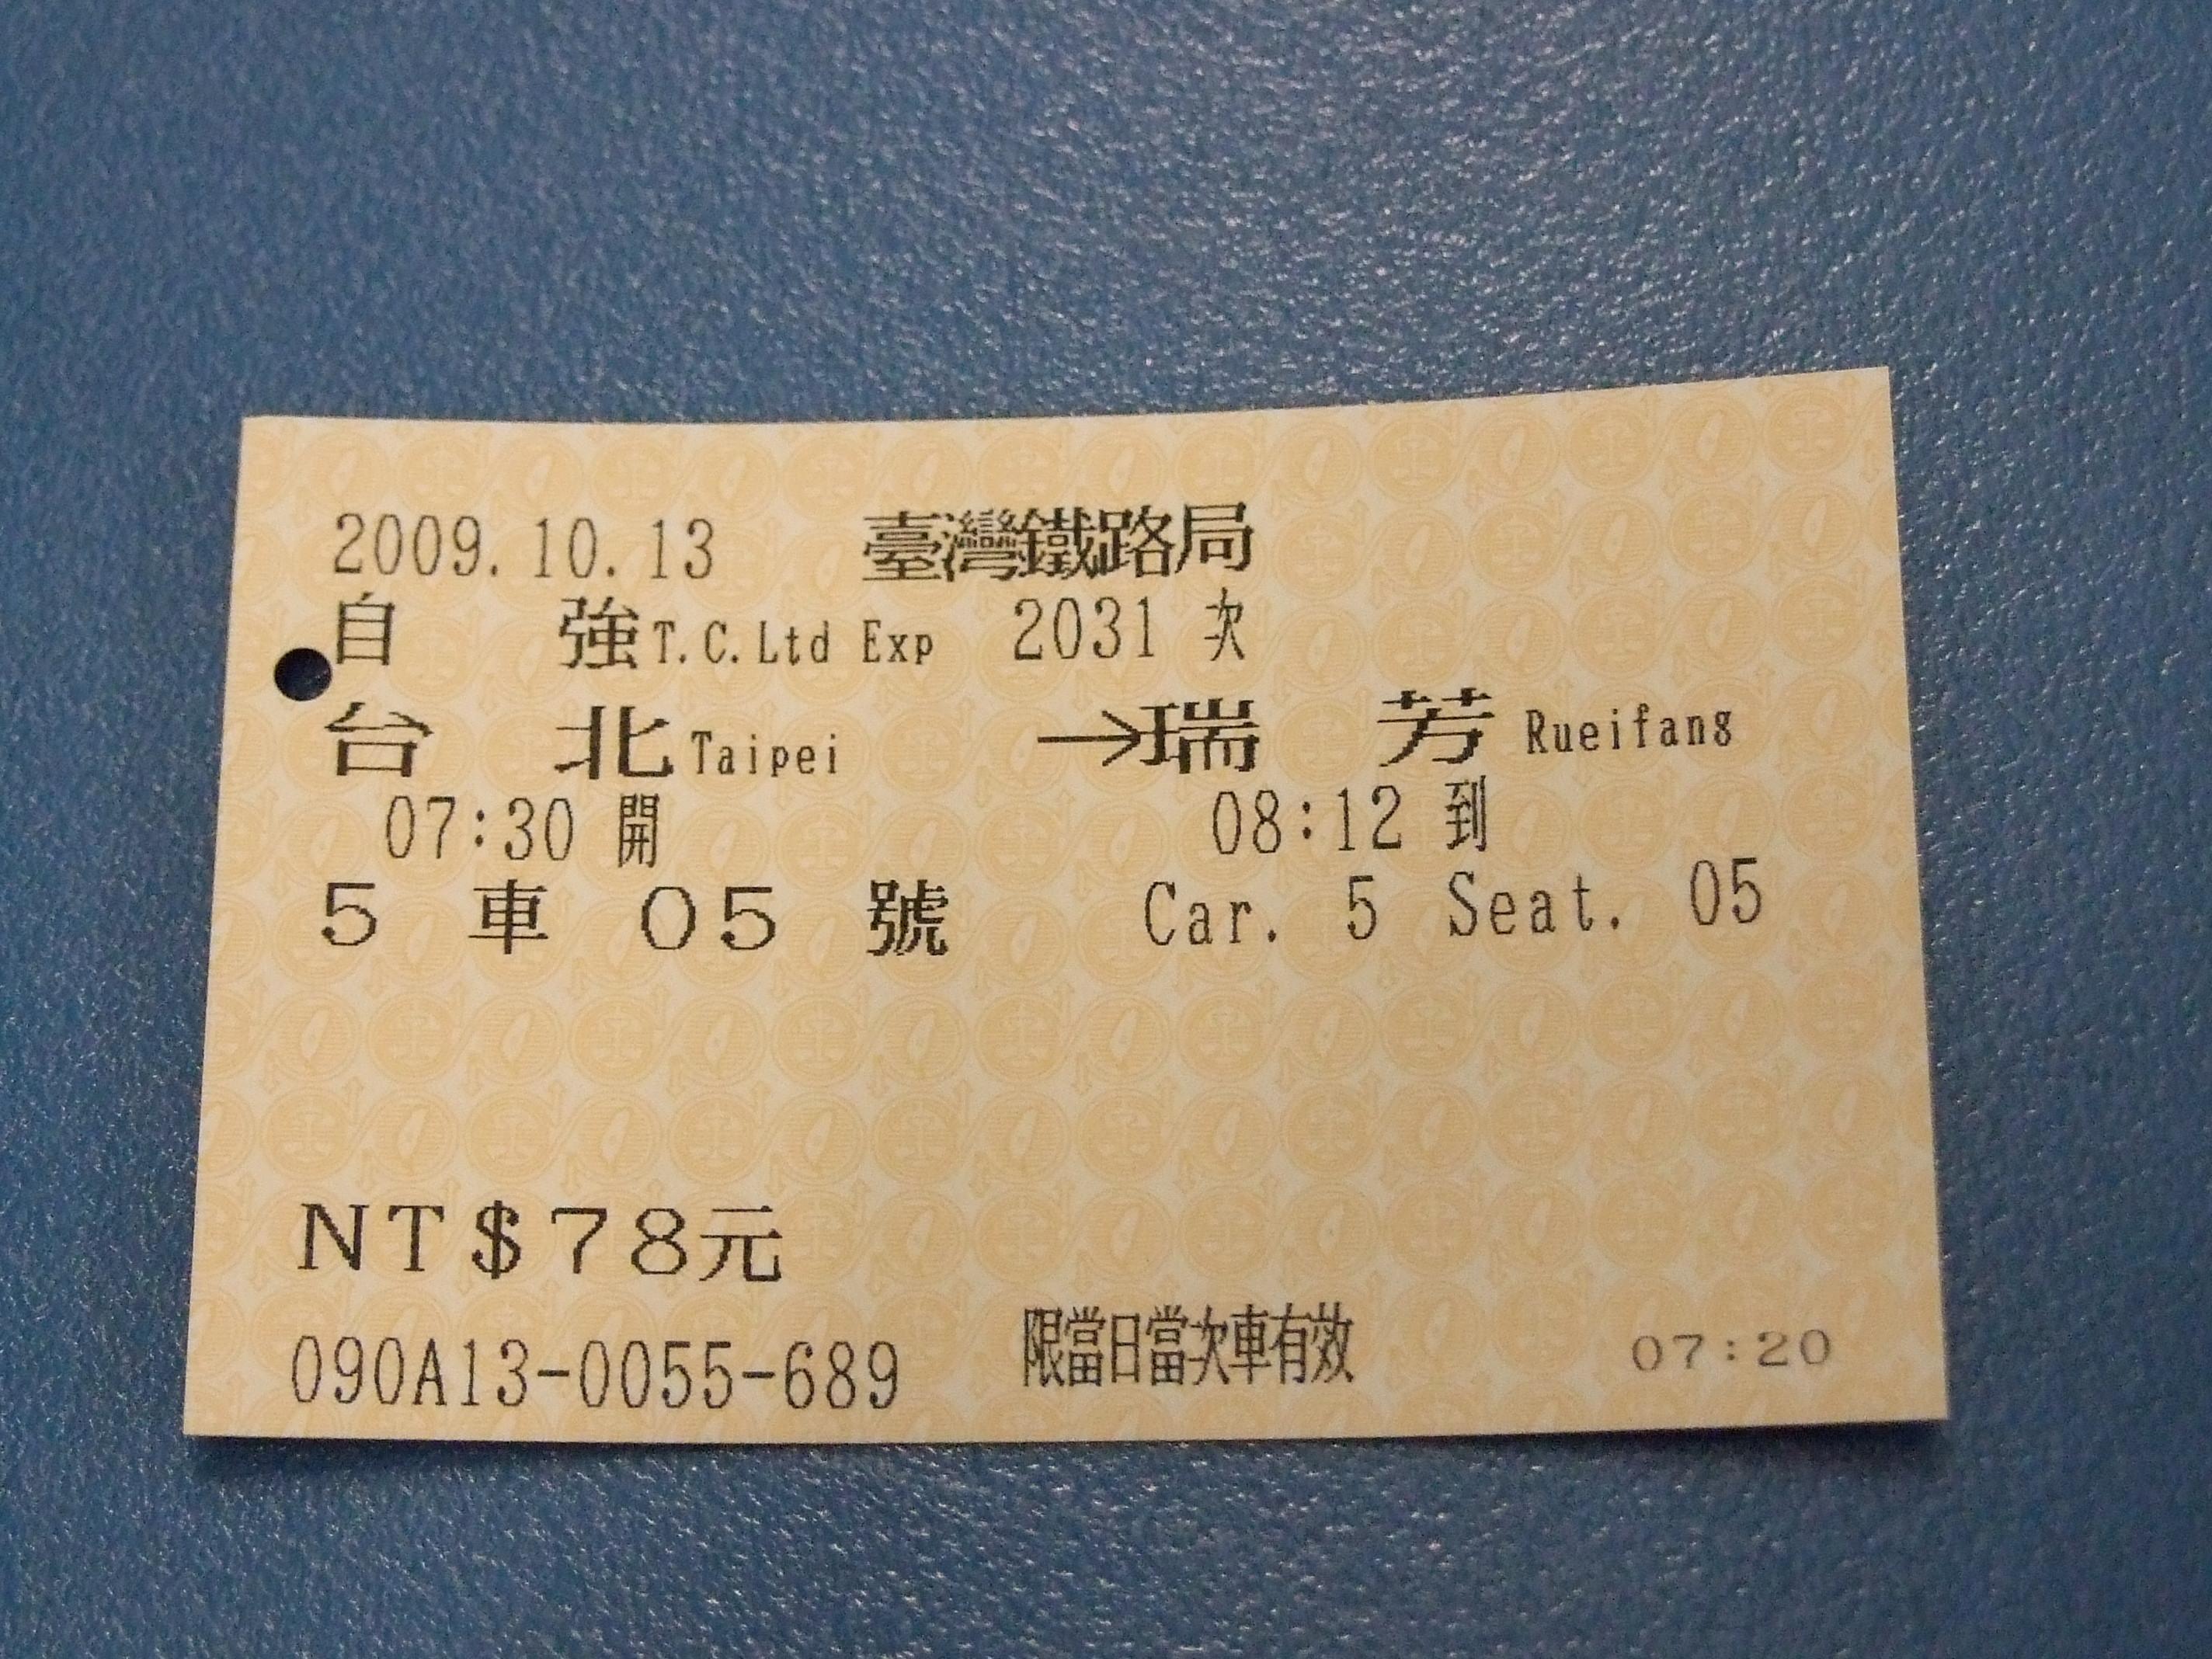 2009.10.13 臺灣鐵路局
自 強 T.C.Ltd Exp 2031 次
台 北 Taipei →瑞 芳 Rueifang
07:30 開 08:12 到
5 車 05 號 Car. 5 Seat. 05
NT$78元
090A13-0055-689 限當日當次車有效 07:20